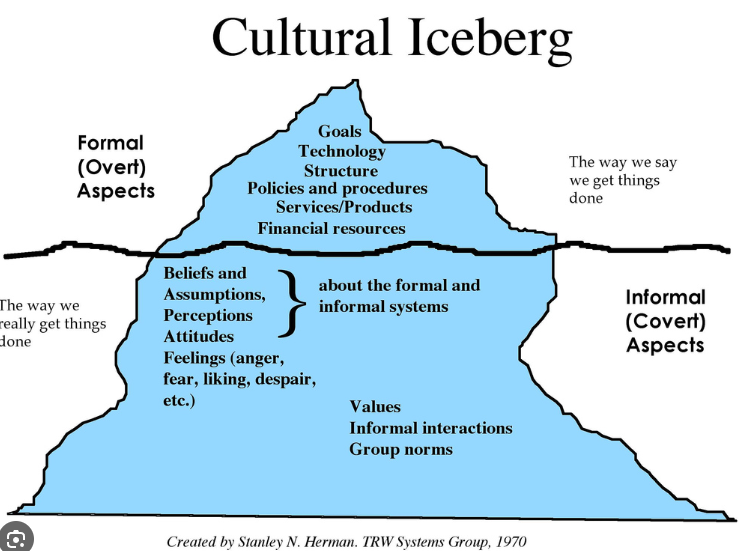 Cultural Iceberg
Formal
(Overt)
Aspects
Goals
Technology
Structure
Policies and procedures
Services/Products
Financial resources
The way we say
we get things
done
The way we
really get things
done
Beliefs and
Assumptions,
Perceptions
Attitudes
Feelings (anger,
fear, liking, despair,
etc.)
about the formal and
informal systems
Informal
(Covert)
Aspects
Values
Informal interactions
Group norms
Created by Stanley N. Herman. TRW Systems Group, 1970